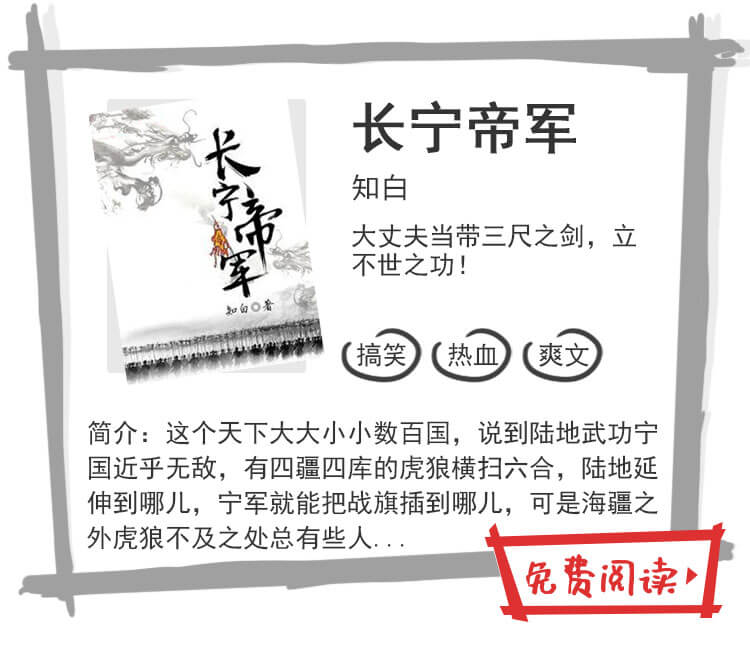 长宁帝军
知白◎著
长宁帝军
知白
大丈夫当带三尺之剑，立
不世之功！
搞笑 热血 爽文
简介：这个天下大大小小数百国，说到陆地武功宁
国近乎无敌，有四疆四库的虎狼横扫六合，陆地延
伸到哪儿，宁军就能把战旗插到哪儿，可是海疆之
外虎狼不及之处总有些人...
免费阅读